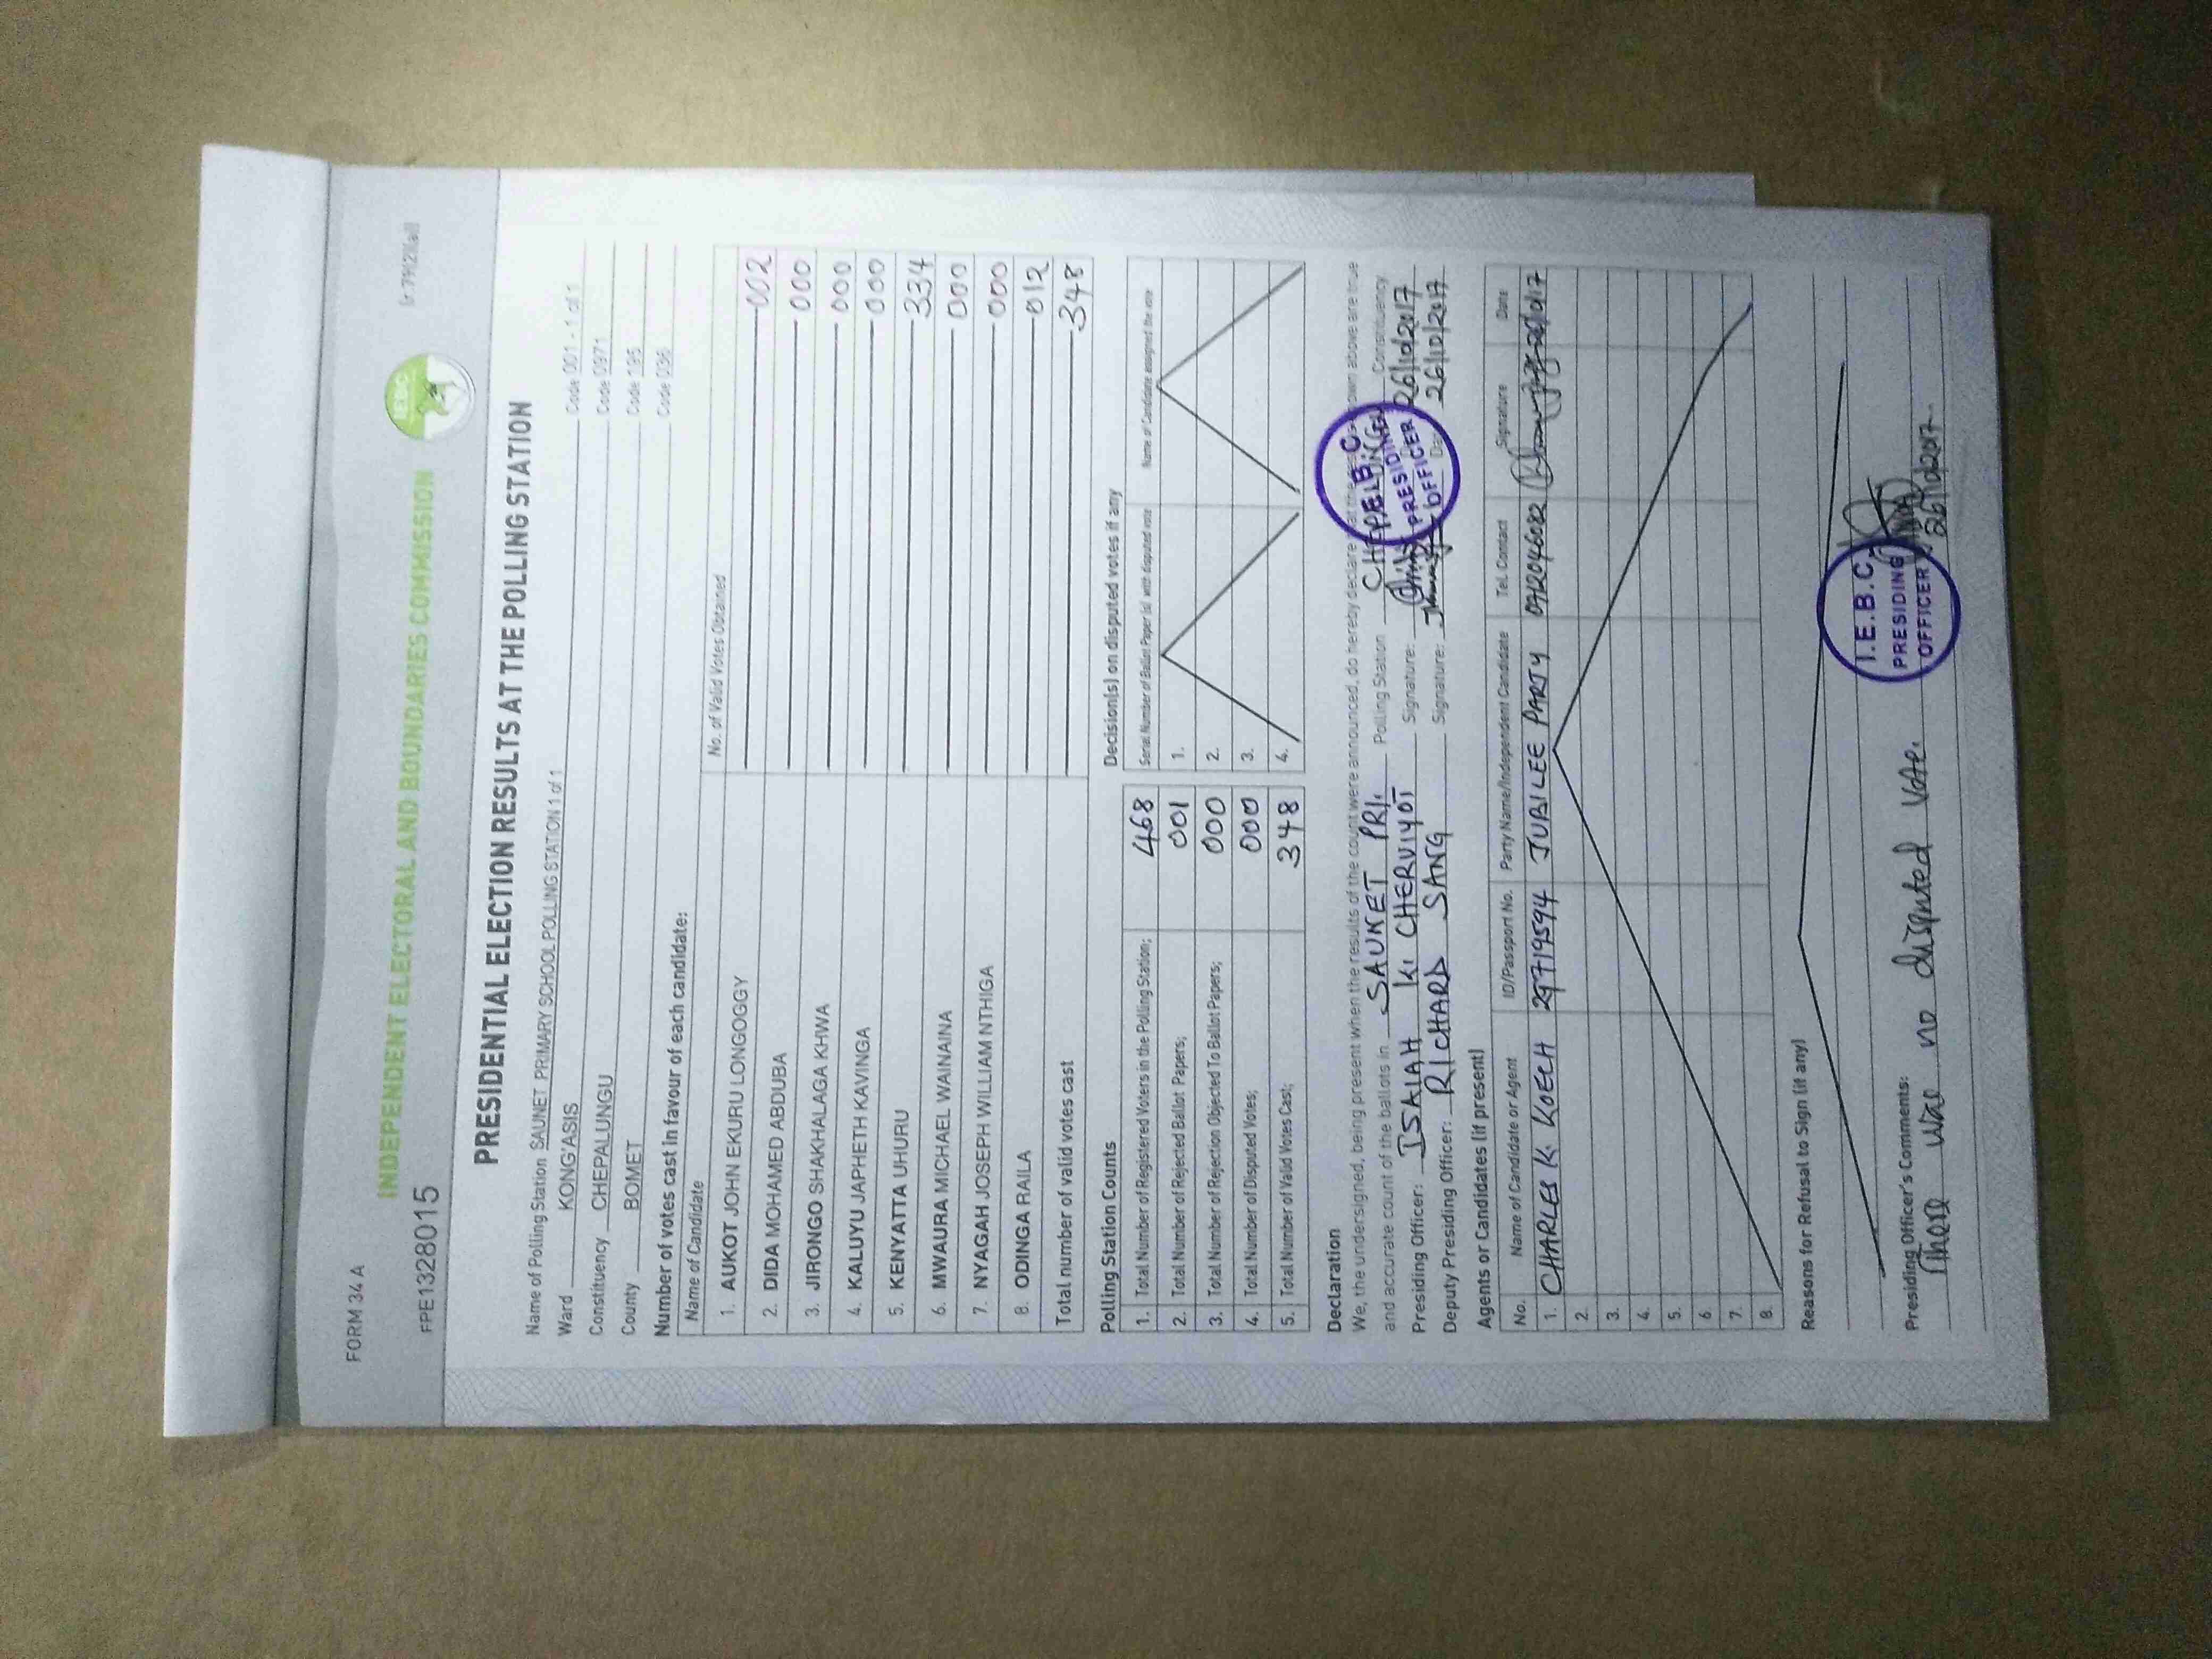 FORM 34 A
(r.79(2)(a))
INDEPENDENT ELECTORAL AND BOUNDARIES COMMISSION
IEBC
FPE13280015
PRESIDENTIAL ELECTION RESULTS AT THE POLLING STATION
Name of Polling Station SAUNET PRIMARY SCHOOL POLLING STATION 1 of 1 Code 001 - 1 of 1
Ward KONG'ASIS Code 0971
Constituency CHEPALUNGU Code 195
County BOMET Code 036
Number of votes cast in favour of each candidate:
Name of Candidate No. of Valid Votes Obtained
1. AUKOT JOHN EKURU LONGOGGY 002
2. DIDA MOHAMED ABDUBA 000
3. JIRONGO SHAKHALAGA KHWA 000
4. KALUYU JAPHETH KAVINGA 000
5. KENYATTA UHURU 334
6. MWAURA MICHAEL WAINAINA 000
7. NYAGAH JOSEPH WILLIAM NTHIGA 000
8. ODINGA RAILA 012
Total number of valid votes cast 348
Polling Station Counts
1. Total Number of Registered Voters in the Polling Station; 468
2. Total Number of Rejected Ballot Papers; 001
3. Total Number of Rejection Objected To Ballot Papers; 000
4. Total Number of Disputed Votes; 000
5. Total Number of Valid Votes Cast; 348
Decision(s) on disputed votes if any
Serial Number of Ballot Paper (s) with disputed vote Name of Candidate assigned the vote
1.
2.
3.
4.
Declaration
We, the undersigned, being present when the results of the count were announced, do hereby declare that the shown above are true
and accurate count of the ballots in SAUNET PRI. Polling Station Constituency
Presiding Officer: ISAIAH K. CHERUIYOT Signature: 26/10/2017
Deputy Presiding Officer: RICHARD SANG Signature: 26/10/2017
I.E.B.C.
PRESIDING
OFFICER
Agents or Candidates (if present)
No. Name of Candidate or Agent ID/Passport No. Party Name/Independent Candidate Tel. Contact Signature Date
1. CHARLES K. KOECH 29719594 JUBILEE PARTY 0712046082
2.
3.
4.
5.
6.
7.
8.
Reasons for Refusal to Sign (if any)
Presiding Officer's Comments:
There was no disputed vote.
I.E.B.C.
PRESIDING
OFFICER
26/10/2017